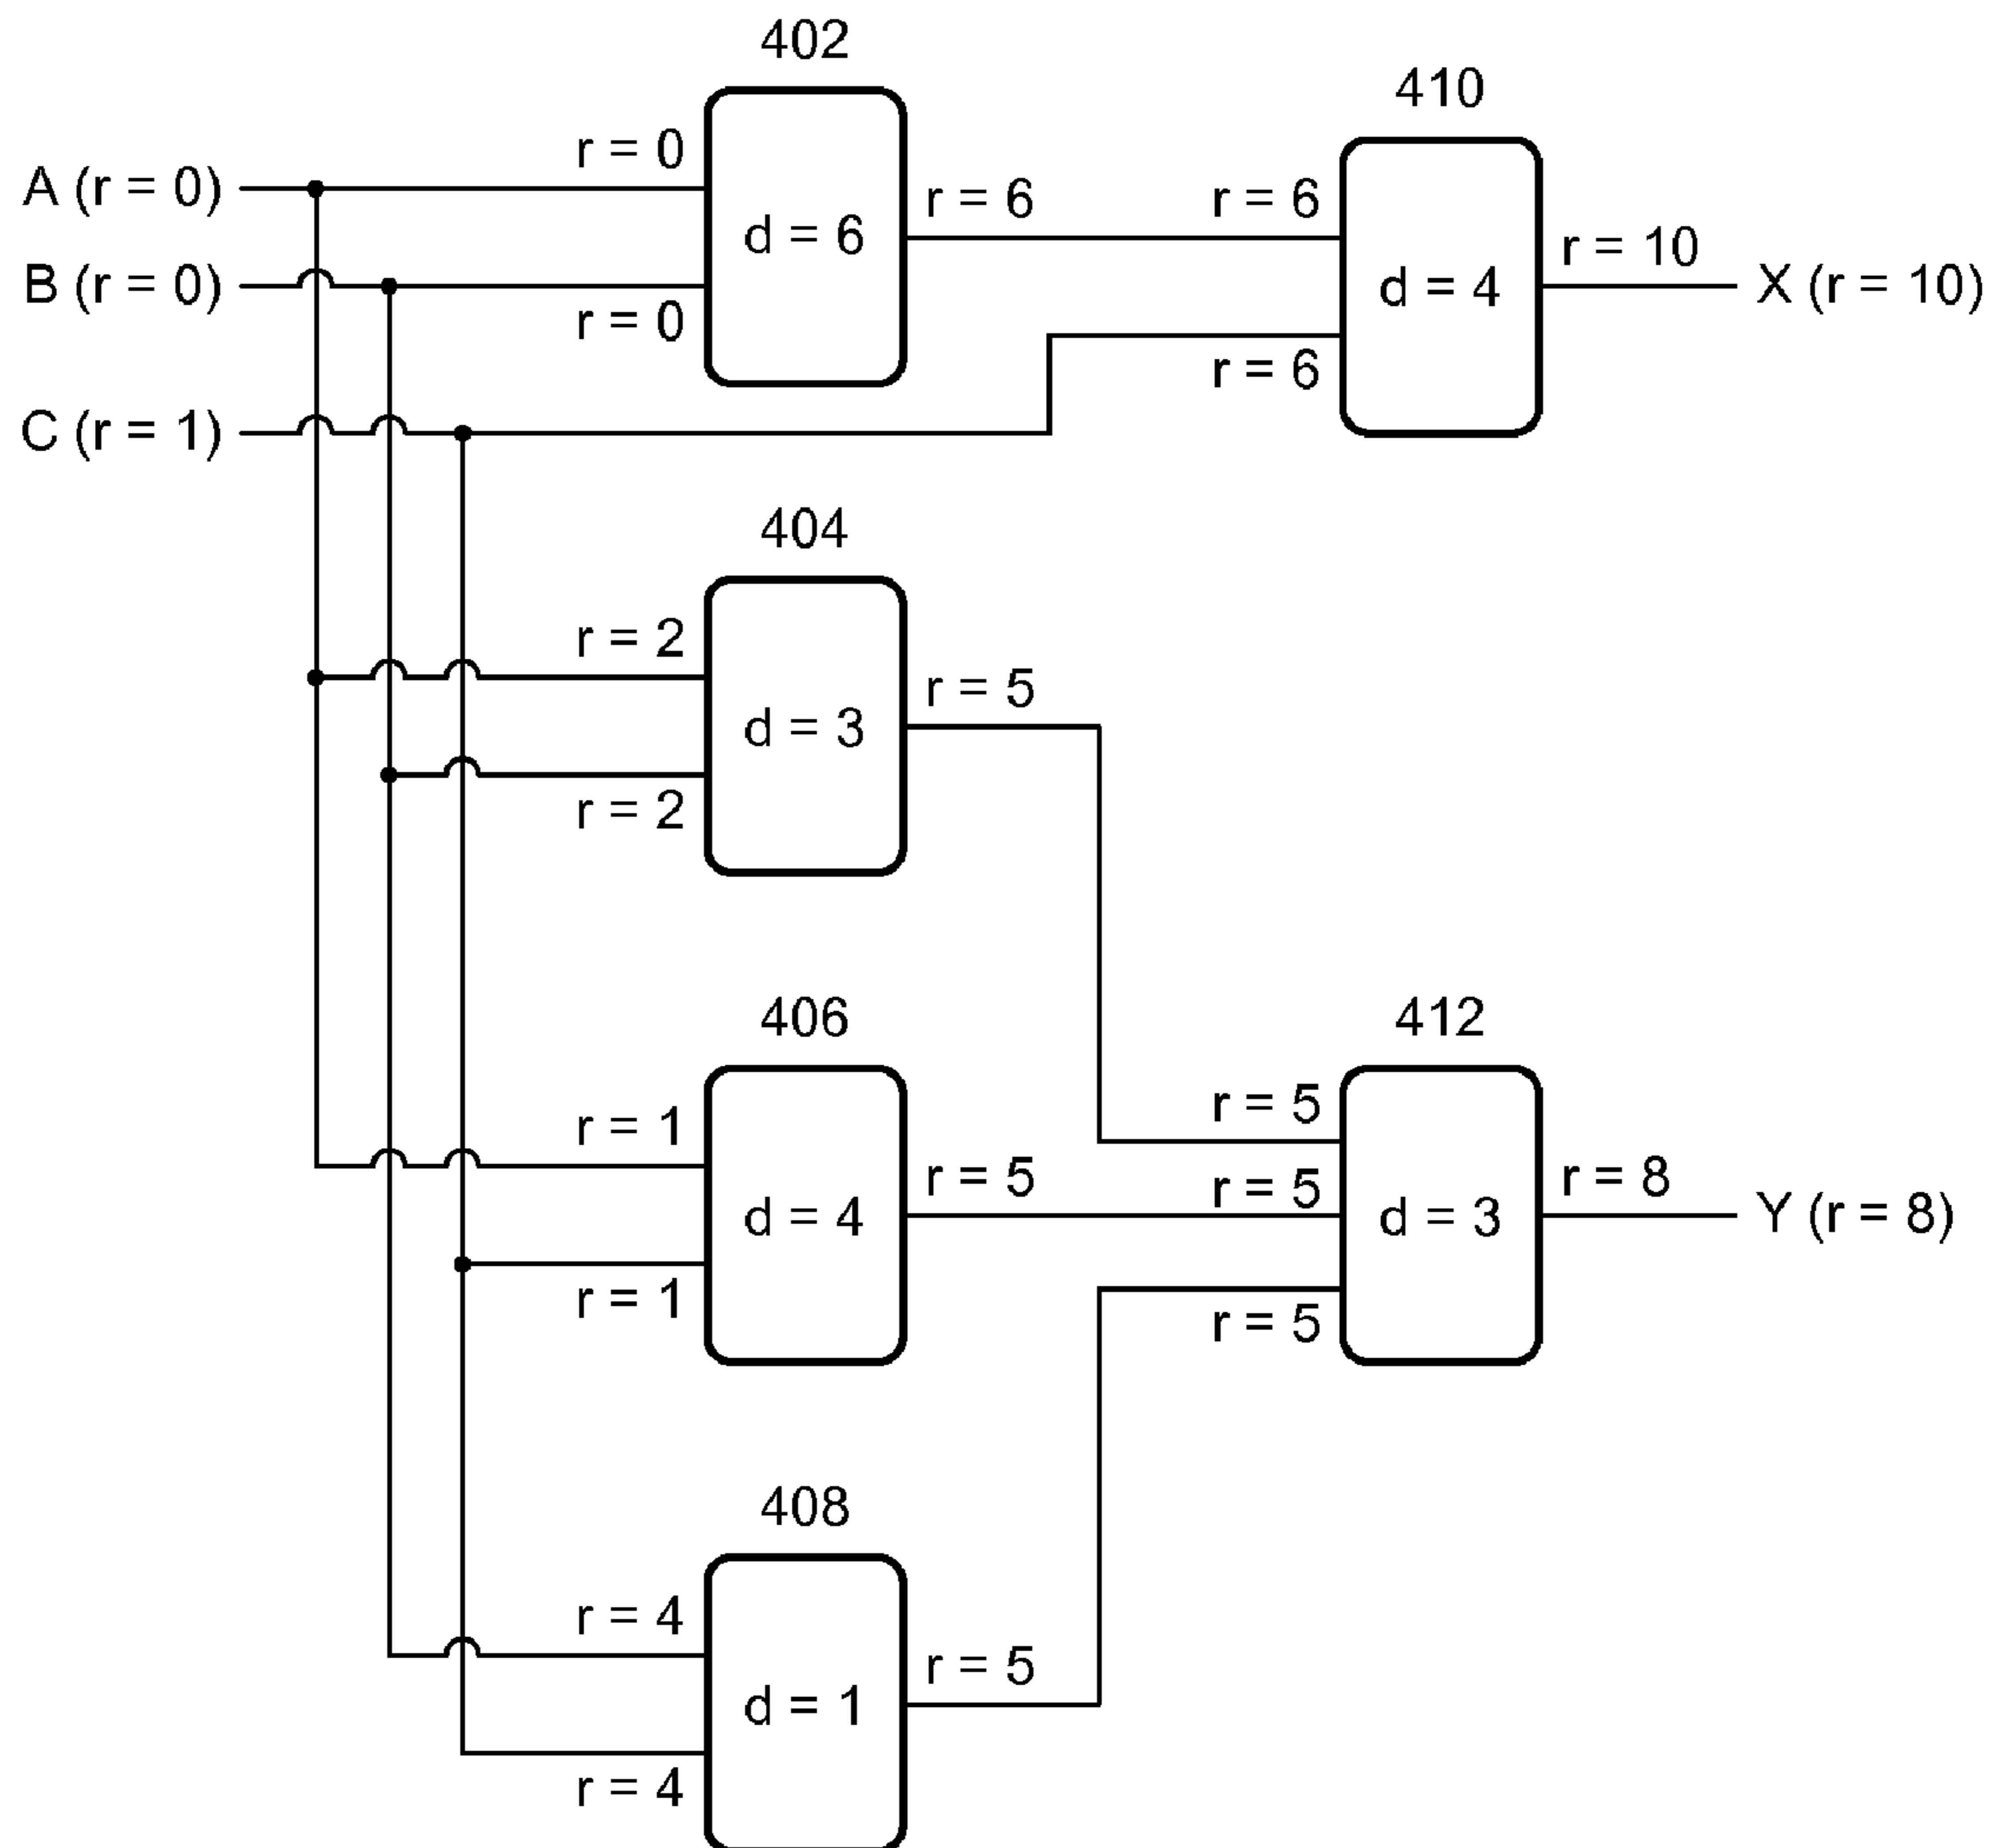 402
410
r = 0
A (r = 0)
r = 6
r = 6
d = 6
r = 10
B (r = 0)
d = 4
X (r = 10)
r = 0
r = 6
C (r = 1)
404
r = 2
r = 5
d = 3
r = 2
406
412
r = 5
r = 1
r = 5
r = 5
r = 8
d = 4
d = 3
Y (r = 8)
r = 1
r = 5
408
r = 4
r = 5
d = 1
r = 4